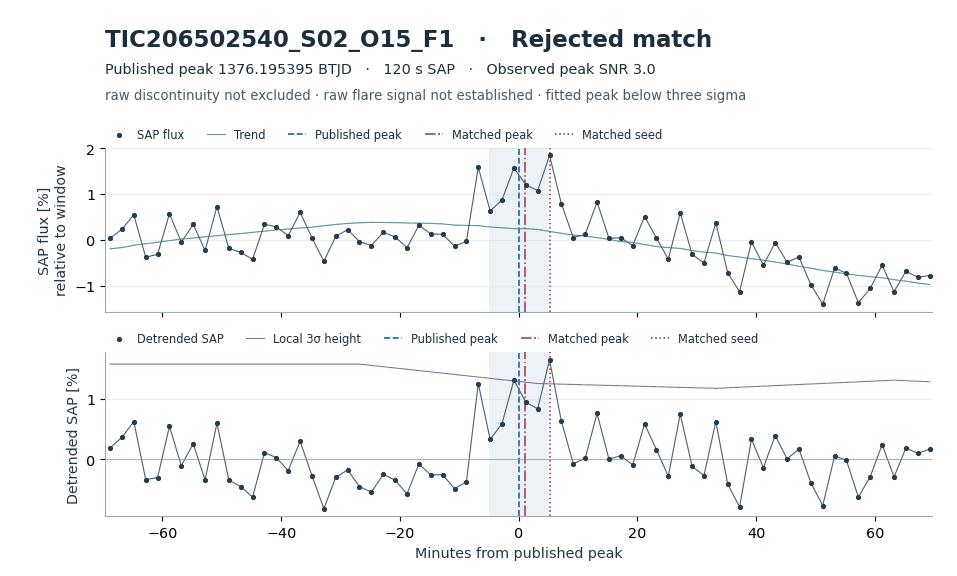 TIC206502540_S02_O15_F1 · Rejected match
Published peak 1376.195395 BTJD · 120 s SAP · Observed peak SNR 3.0
raw discontinuity not excluded · raw flare signal not established · fitted peak below three sigma
SAP flux Trend Published peak Matched peak Matched seed
SAP flux [%]
relative to window
2
1
0
−1
Detrended SAP Local 3σ height Published peak Matched peak Matched seed
Detrended SAP [%]
1
0
−60 −40 −20 0 20 40 60
Minutes from published peak